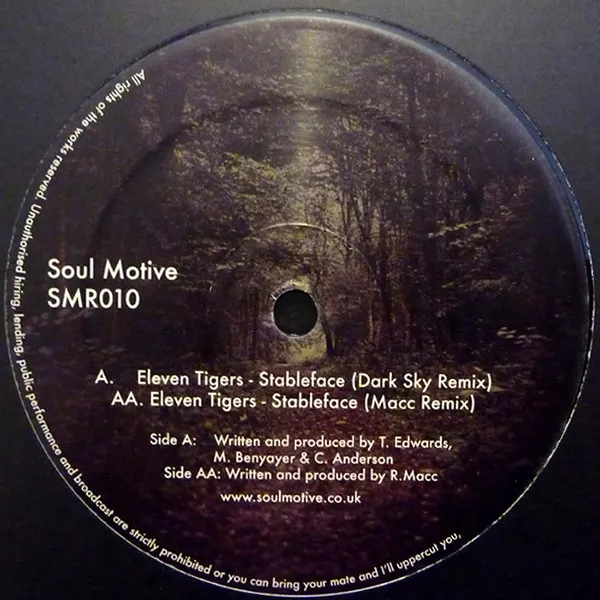 Soul Motive
SMR010
A. Eleven Tigers - Stableface (Dark Sky Remix)
AA. Eleven Tigers - Stableface (Macc Remix)
Side A: Written and produced by T. Edwards,
M. Benyayer & C. Anderson
Side AA: Written and produced by R.Macc
www.soulmotive.co.uk
All rights of the works reserved. Unauthorised hiring, lending, public performance and broadcast are strictly prohibited or you can bring your mate and I'll uppercut you,